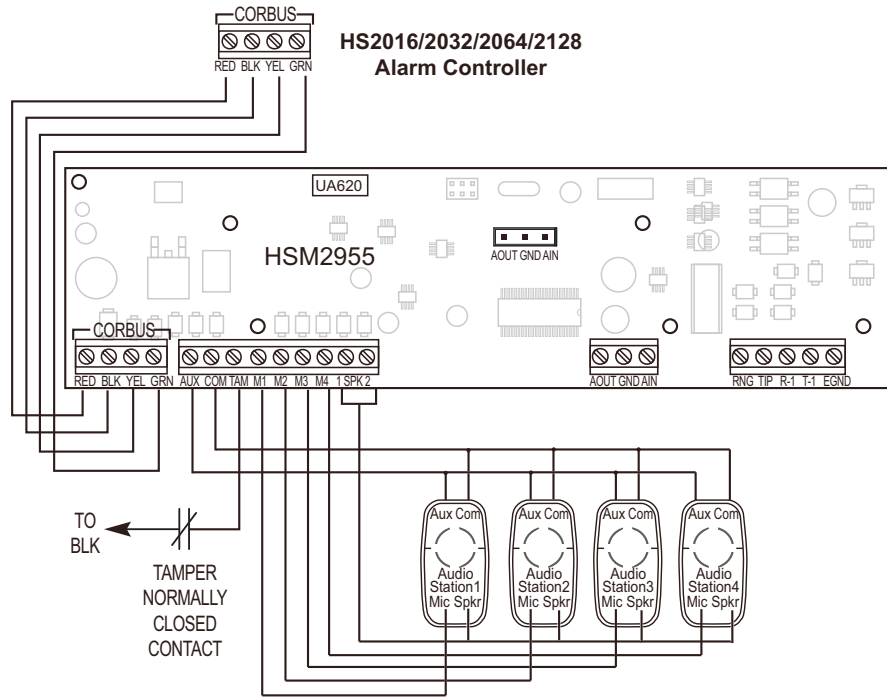 CORBUS
RED BLK YEL GRN
HS2016/2032/2064/2128
Alarm Controller
UA620
HSM2955
AOUT GND AIN
CORBUS
RED BLK YEL GRN
AUX COM TAM M1 M2 M3 M4 1 SPK 2
AOUT GND AIN
RNG TIP R-1 T-1 EGND
TO
BLK
TAMPER
NORMALLY
CLOSED
CONTACT
Aux Com
Audio
Station1
Mic Spkr
Aux Com
Audio
Station2
Mic Spkr
Aux Com
Audio
Station3
Mic Spkr
Aux Com
Audio
Station4
Mic Spkr